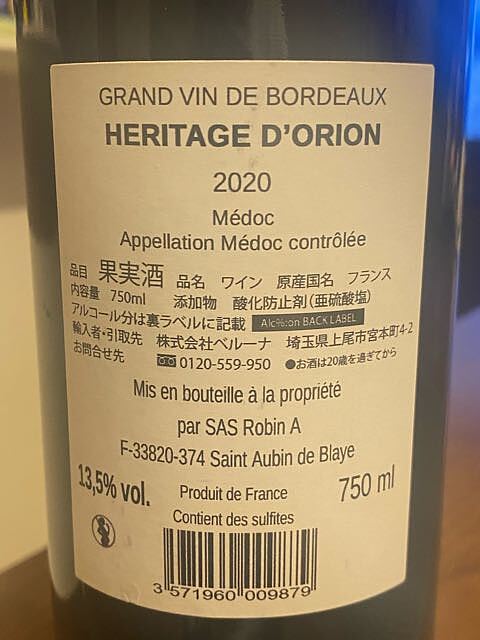 GRAND VIN DE BORDEAUX
HERITAGE D'ORION
2020
Médoc
Appellation Médoc contrôlée
品目 果実酒 品名 ワイン 原産国名 フランス
内容量 750ml 添加物 酸化防止剤(亜硫酸塩)
アルコール分は裏ラベルに記載 Alc%:on BACK LABEL
輸入者・引取先 株式会社ベルーナ 埼玉県上尾市宮本町4-2
お問合せ先 0120-559-950 ●お酒は20歳を過ぎてから
Mis en bouteille à la propriété
par SAS Robin A
F-33820-374 Saint Aubin de Blaye
13,5% vol. Produit de France 750 ml
Contient des sulfites
3 571960 009879